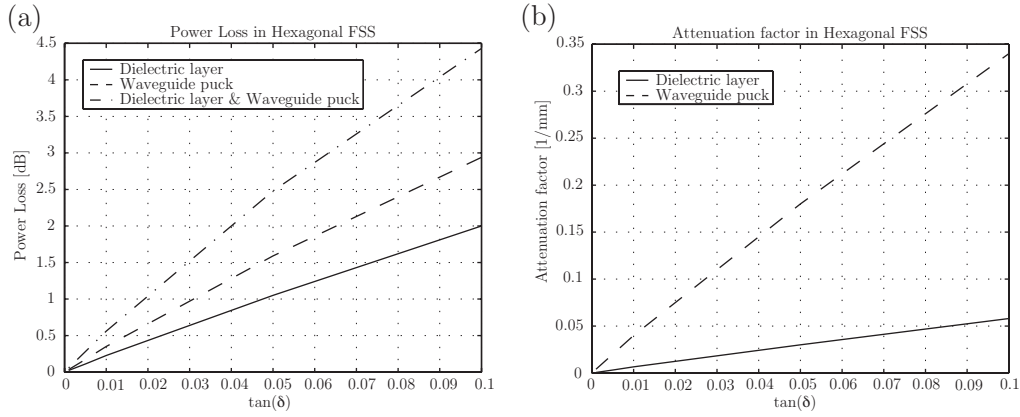 (a)
Power Loss in Hexagonal FSS
4.5
4
3.5
3
2.5
2
1.5
1
0.5
0
Power Loss [dB]
Dielectric layer
Waveguide puck
Dielectric layer & Waveguide puck
0 0.01 0.02 0.03 0.04 0.05 0.06 0.07 0.08 0.09 0.1
tan(δ)
(b)
Attenuation factor in Hexagonal FSS
0.35
0.3
0.25
0.2
0.15
0.1
0.05
0
Attenuation factor [1/mm]
Dielectric layer
Waveguide puck
0 0.01 0.02 0.03 0.04 0.05 0.06 0.07 0.08 0.09 0.1
tan(δ)